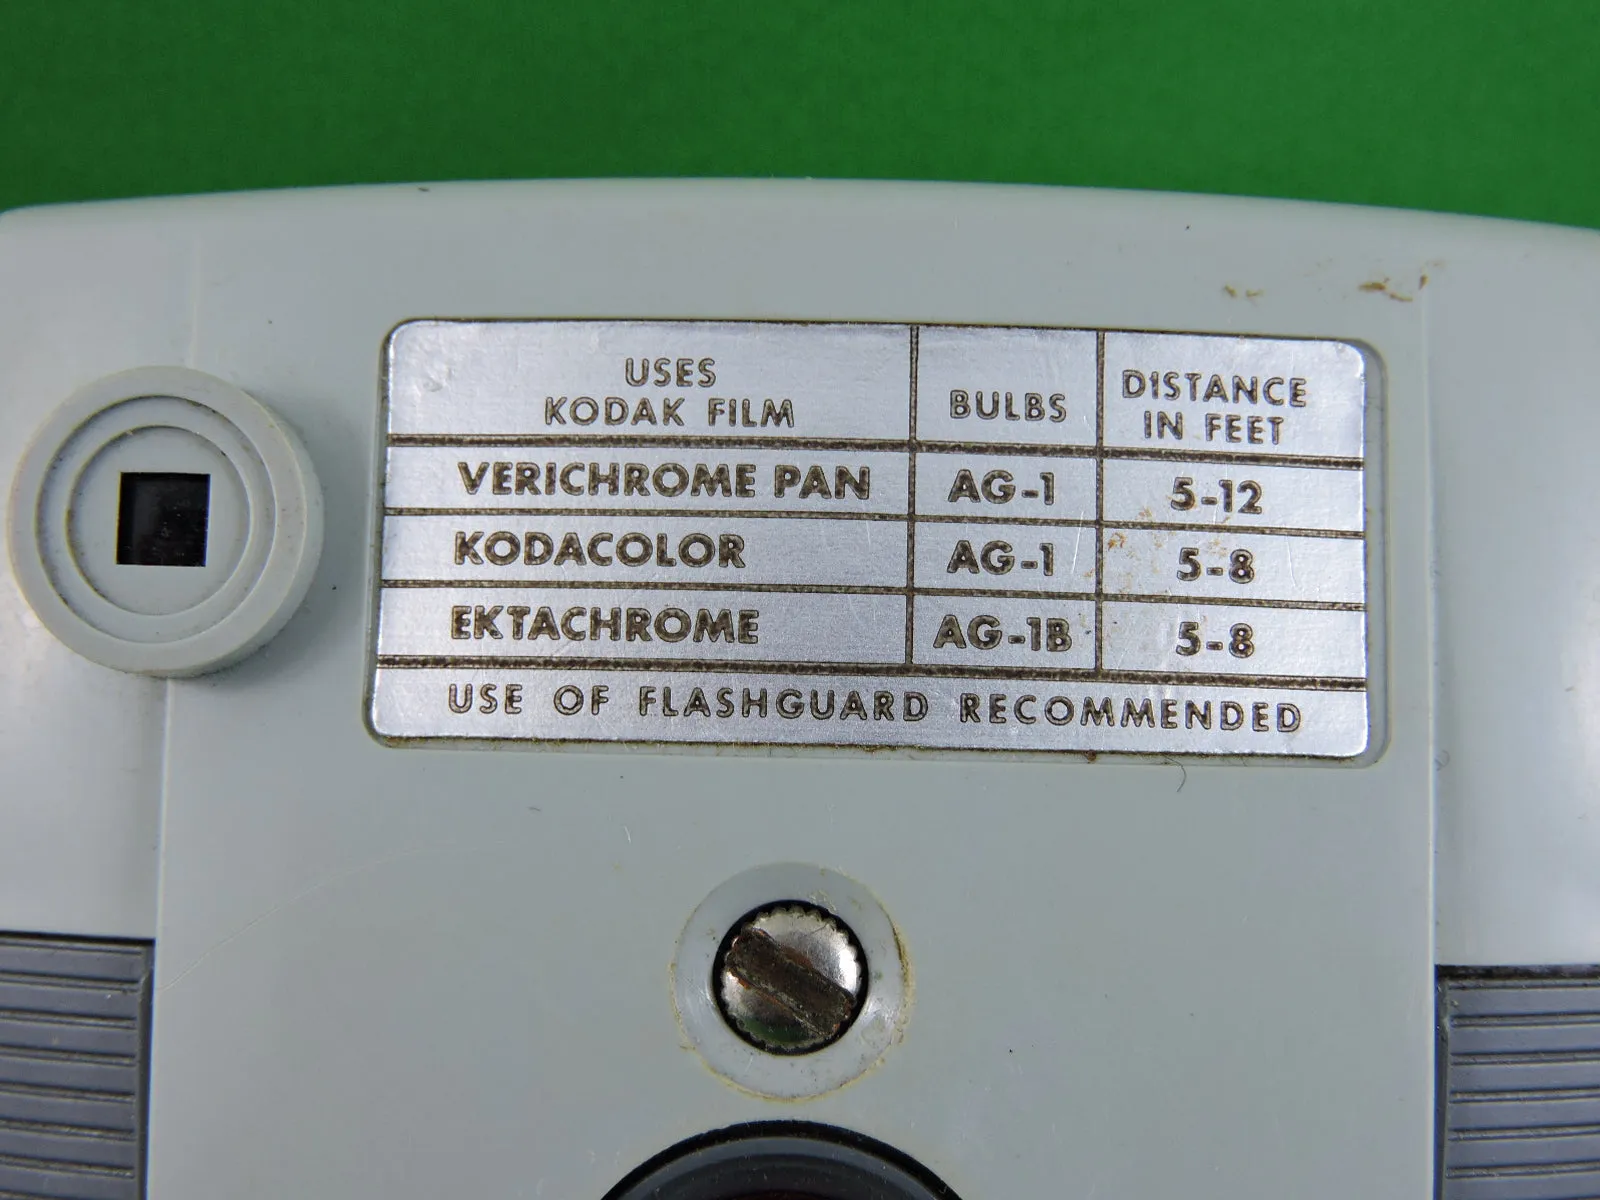 USES
KODAK FILM
BULBS
DISTANCE
IN FEET
VERICHROME PAN AG-1 5-12
KODACOLOR AG-1 5-8
EKTACHROME AG-1B 5-8
USE OF FLASHGUARD RECOMMENDED